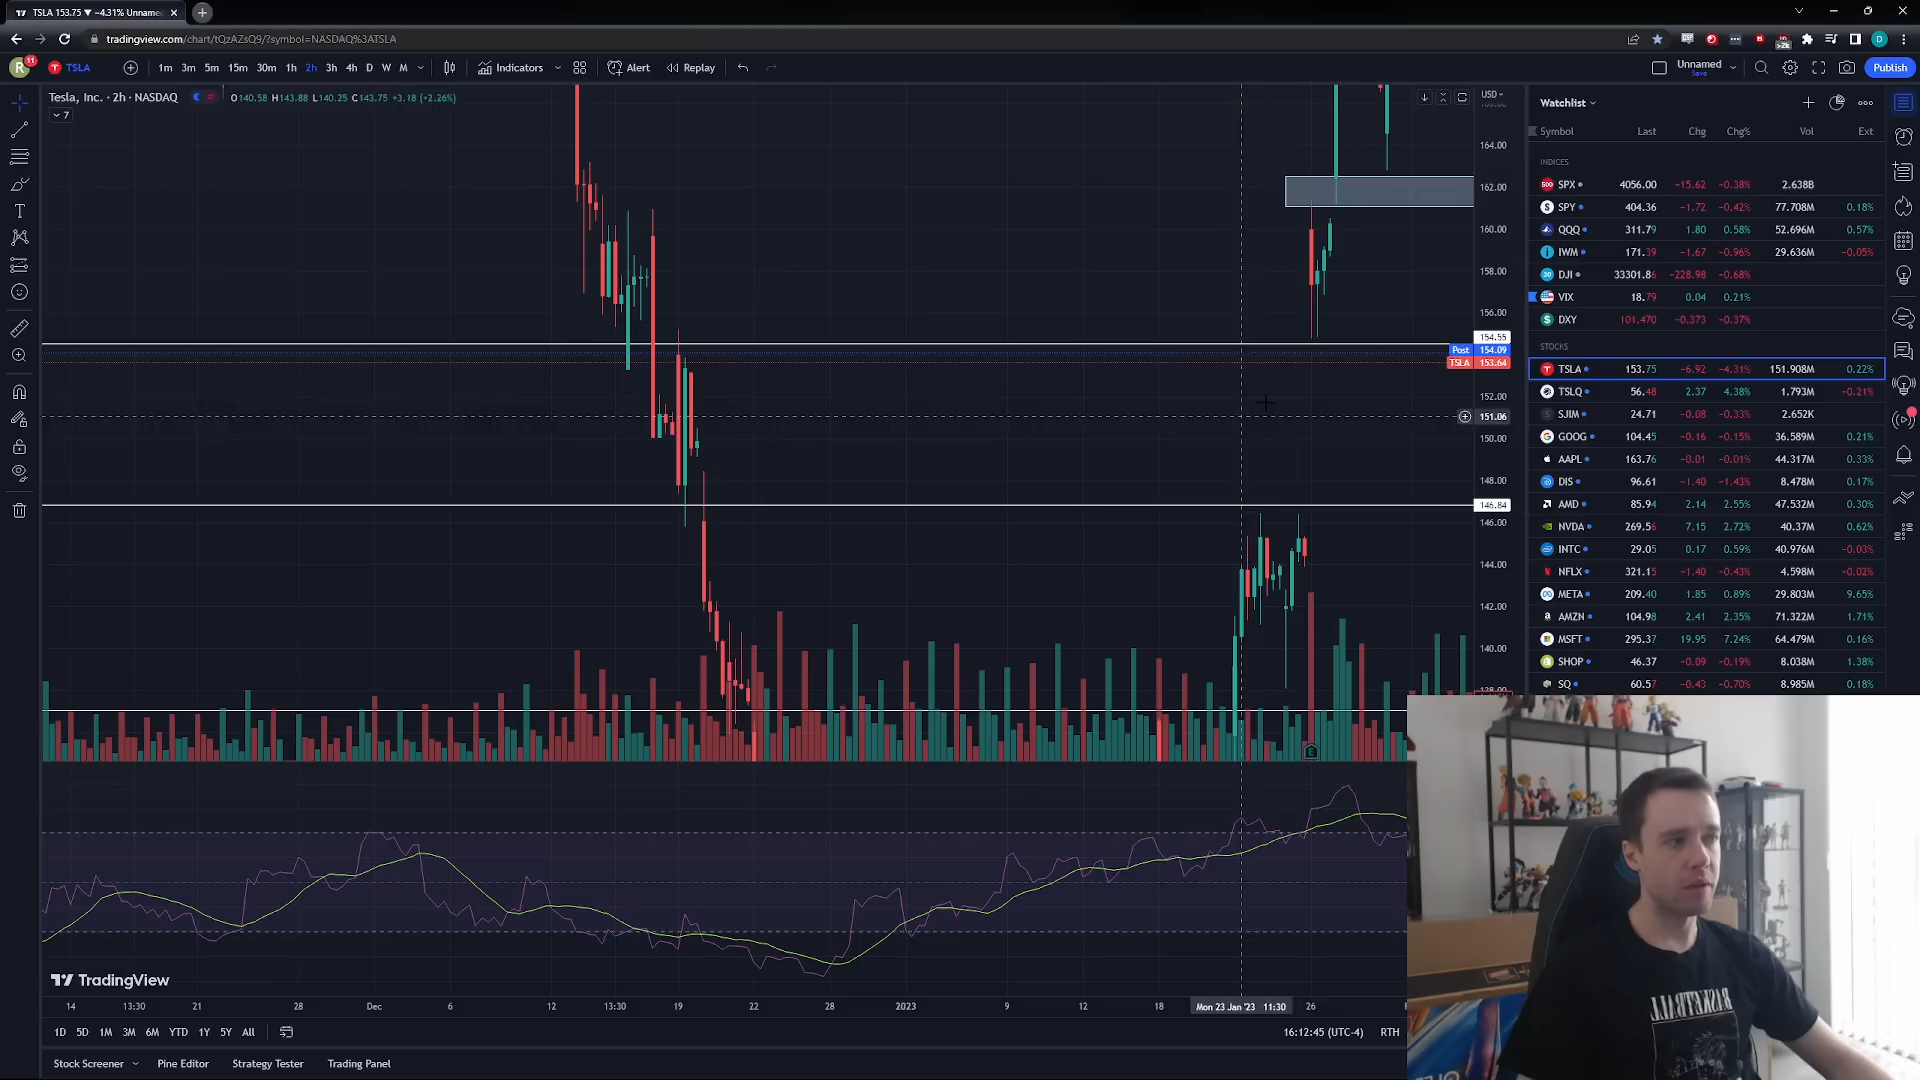 TSLA 153.75 ▼ −4.31% Unname
tradingview.com/chart/tQzAZsQ9/?symbol=NASDAQ%3ATSLA
R 11 TSLA 1m 3m 5m 15m 30m 1h 2h 3h 4h D W M Indicators Alert Replay
Unnamed
Save
Publish
Tesla, Inc. · 2h · NASDAQ O140.58 H143.88 L140.25 C143.75 +3.18 (+2.26%)
7
USD
164.00
162.00
160.00
158.00
156.00
154.55
Post 154.09
TSLA 153.64
152.00
151.06
150.00
148.00
146.84
146.00
144.00
142.00
140.00
138.00
E
TradingView
14 13:30 21 28 Dec 6 12 13:30 19 22 28 2023 9 12 18 Mon 23 Jan '23 11:30 26
1D 5D 1M 3M 6M YTD 1Y 5Y All
16:12:45 (UTC-4) RTH
Stock Screener Pine Editor Strategy Tester Trading Panel
Watchlist
Symbol Last Chg Chg% Vol Ext
INDICES
SPX 4056.00 −15.62 −0.38% 2.638B
SPY 404.36 −1.72 −0.42% 77.708M 0.18%
QQQ 311.79 1.80 0.58% 52.696M 0.57%
IWM 171.39 −1.67 −0.96% 29.636M −0.05%
DJI 33301.86 −228.98 −0.68%
VIX 18.79 0.04 0.21%
DXY 101.470 −0.373 −0.37%
STOCKS
TSLA 153.75 −6.92 −4.31% 151.908M 0.22%
TSLQ 56.48 2.37 4.38% 1.793M −0.21%
SJIM 24.71 −0.08 −0.33% 2.652K
GOOG 104.45 −0.16 −0.15% 36.589M 0.21%
AAPL 163.76 −0.01 −0.01% 44.317M 0.33%
DIS 96.61 −1.40 −1.43% 8.478M 0.17%
AMD 85.94 2.14 2.55% 47.532M 0.30%
NVDA 269.56 7.15 2.72% 40.37M 0.62%
INTC 29.05 0.17 0.59% 40.976M −0.03%
NFLX 321.15 −1.40 −0.43% 4.598M −0.02%
META 209.40 1.85 0.89% 29.803M 9.65%
AMZN 104.98 2.41 2.35% 71.322M 1.71%
MSFT 295.37 19.95 7.24% 64.479M 0.16%
SHOP 46.37 −0.09 −0.19% 8.038M 1.38%
SQ 60.57 −0.43 −0.70% 8.985M 0.18%
BASKETBALL